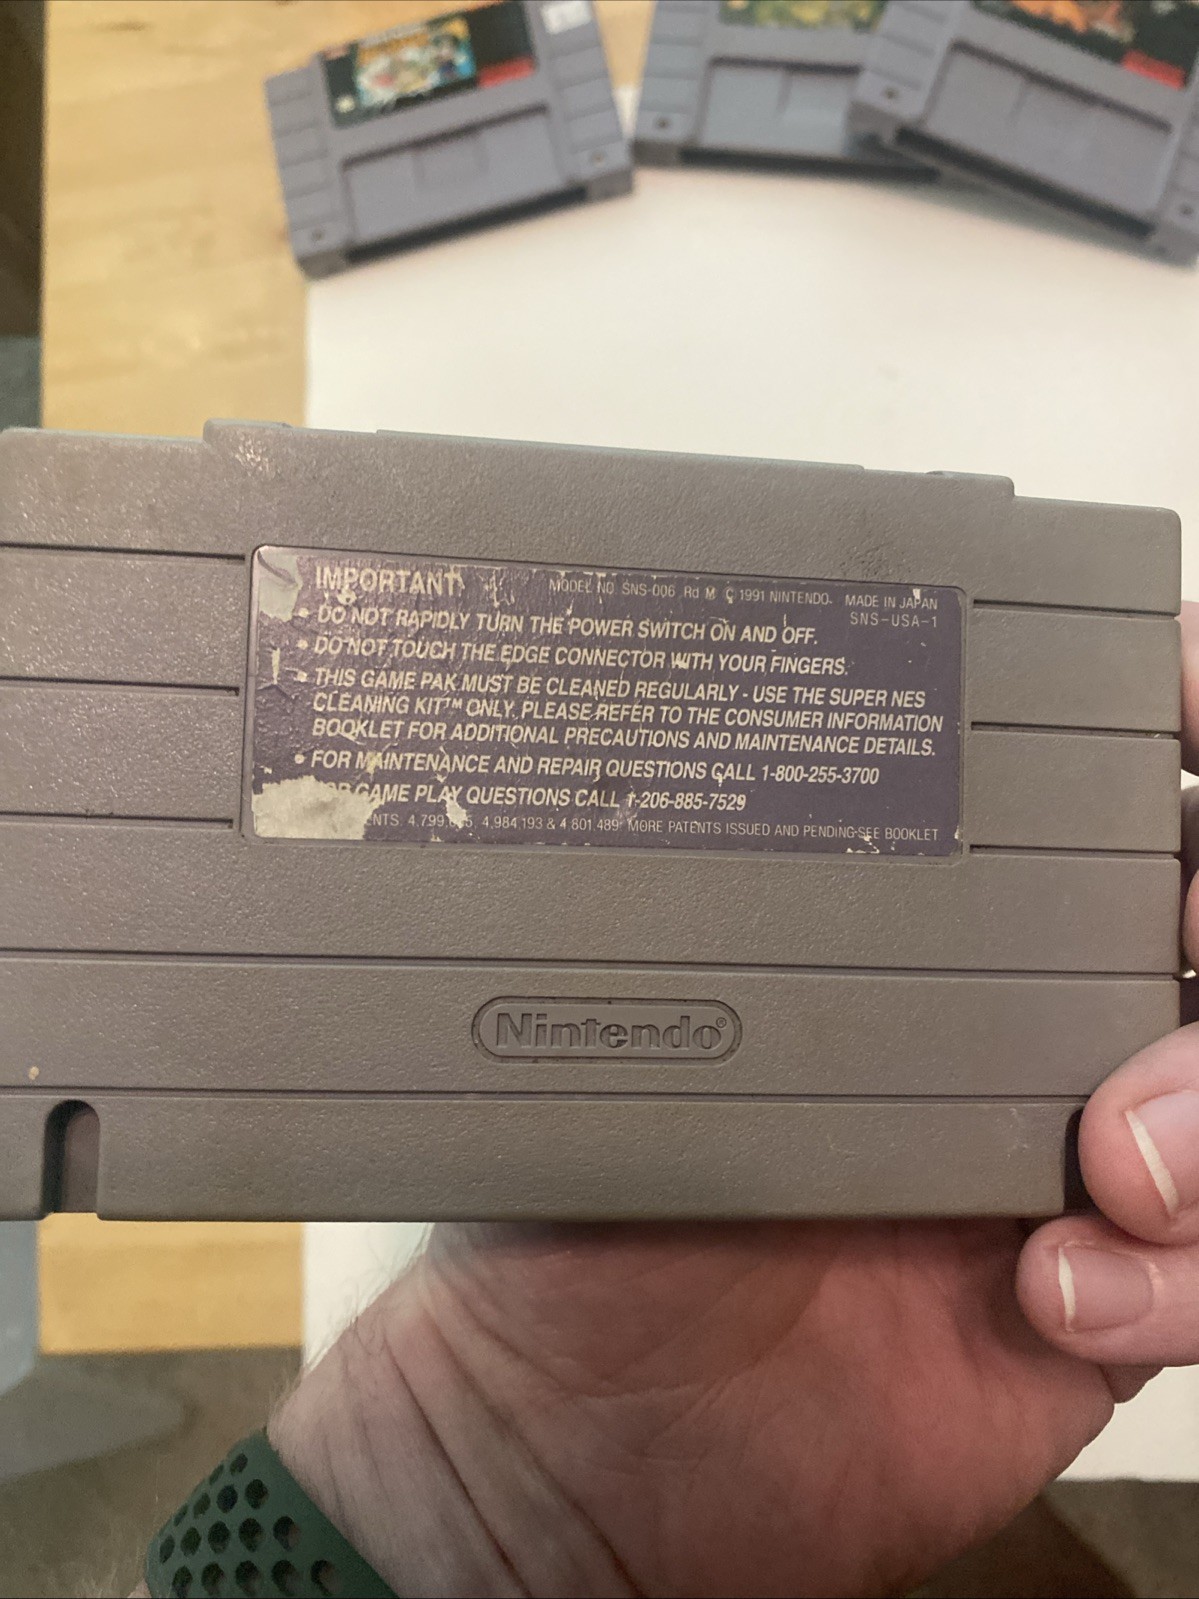 IMPORTANT: MODEL NO. SNS-006 Rd M © 1991 NINTENDO. MADE IN JAPAN
SNS-USA-1
• DO NOT RAPIDLY TURN THE POWER SWITCH ON AND OFF.
• DO NOT TOUCH THE EDGE CONNECTOR WITH YOUR FINGERS.
• THIS GAME PAK MUST BE CLEANED REGULARLY - USE THE SUPER NES
CLEANING KIT™ ONLY. PLEASE REFER TO THE CONSUMER INFORMATION
BOOKLET FOR ADDITIONAL PRECAUTIONS AND MAINTENANCE DETAILS.
• FOR MAINTENANCE AND REPAIR QUESTIONS CALL 1-800-255-3700
GAME PLAY QUESTIONS CALL 1-206-885-7529
4,984,193 & 4,801,489: MORE PATENTS ISSUED AND PENDING-SEE BOOKLET
Nintendo®